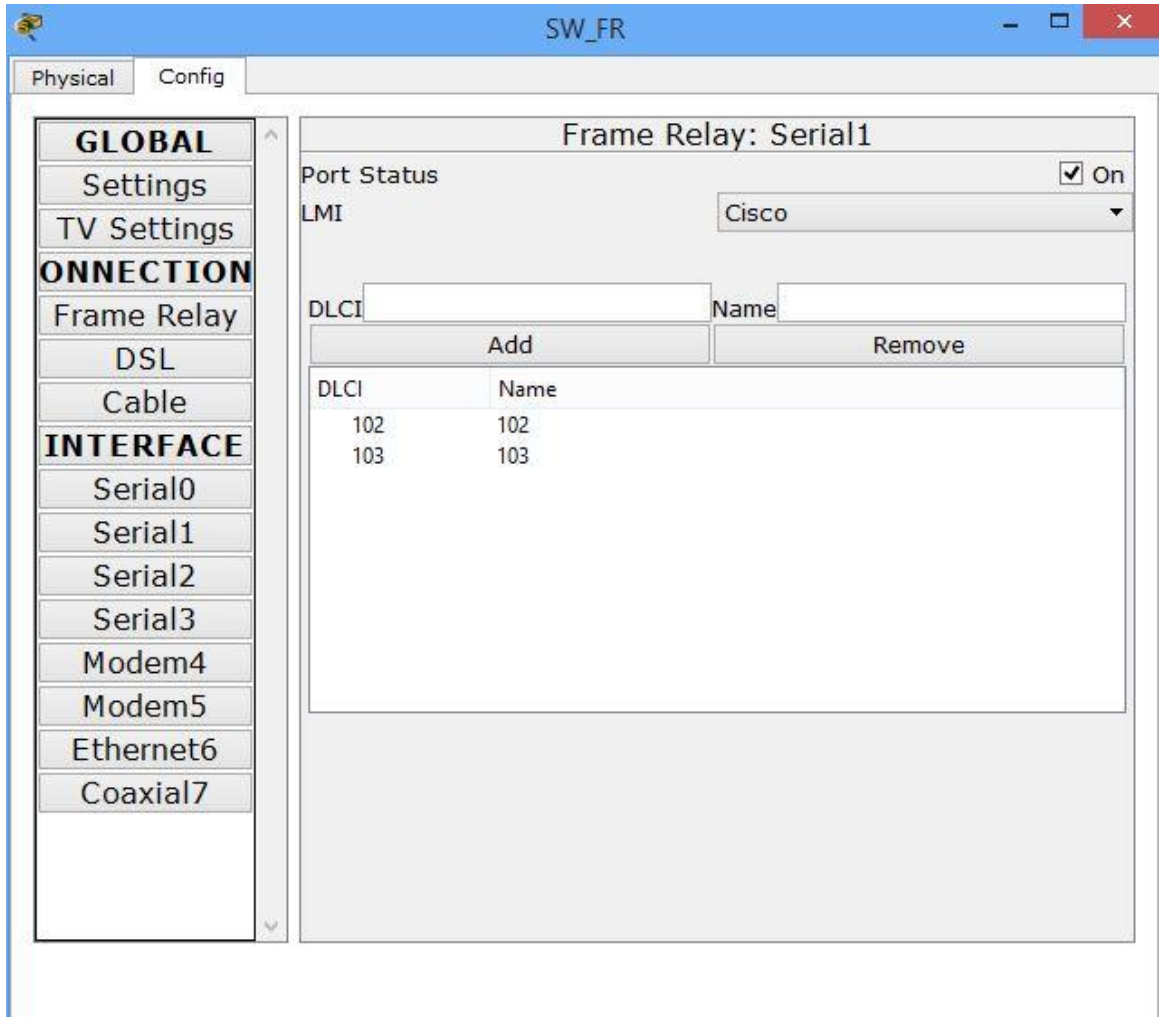 SW_FR
Physical Config
GLOBAL
Settings
TV Settings
ONNECTION
Frame Relay
DSL
Cable
INTERFACE
Serial0
Serial1
Serial2
Serial3
Modem4
Modem5
Ethernet6
Coaxial7
Frame Relay: Serial1
Port Status On
LMI Cisco
DLCI Name
Add Remove
DLCI Name
102 102
103 103